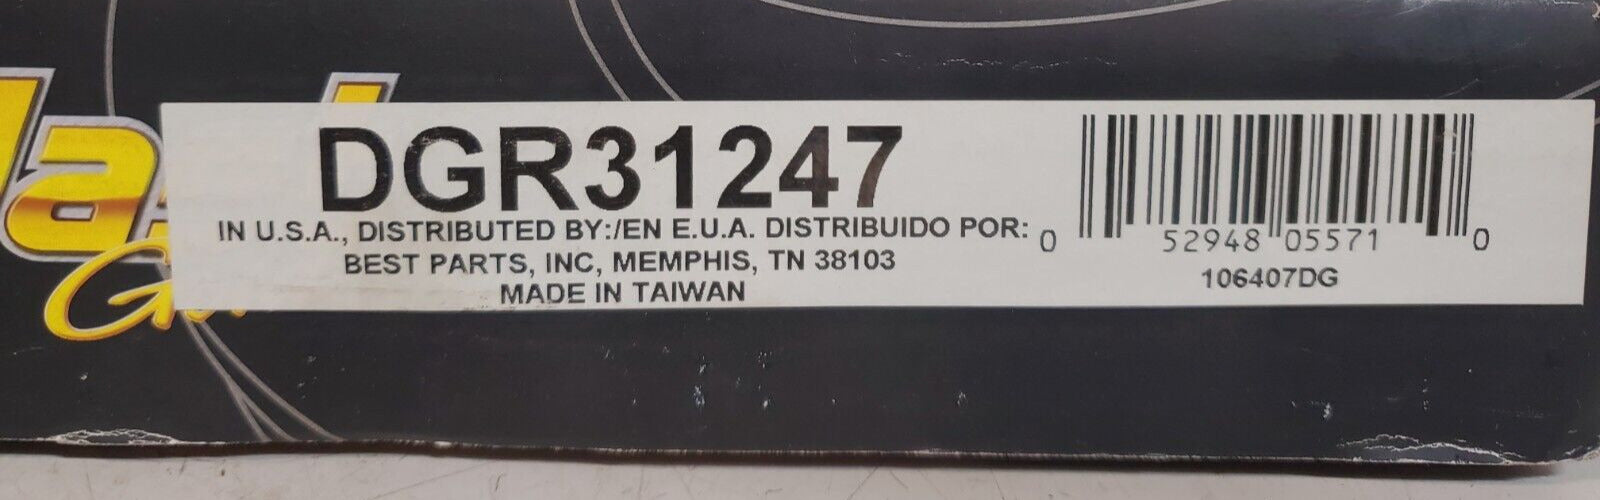 DGR31247
IN U.S.A., DISTRIBUTED BY:/EN E.U.A. DISTRIBUIDO POR:
BEST PARTS, INC, MEMPHIS, TN 38103
MADE IN TAIWAN
0 52948 05571 0
106407DG